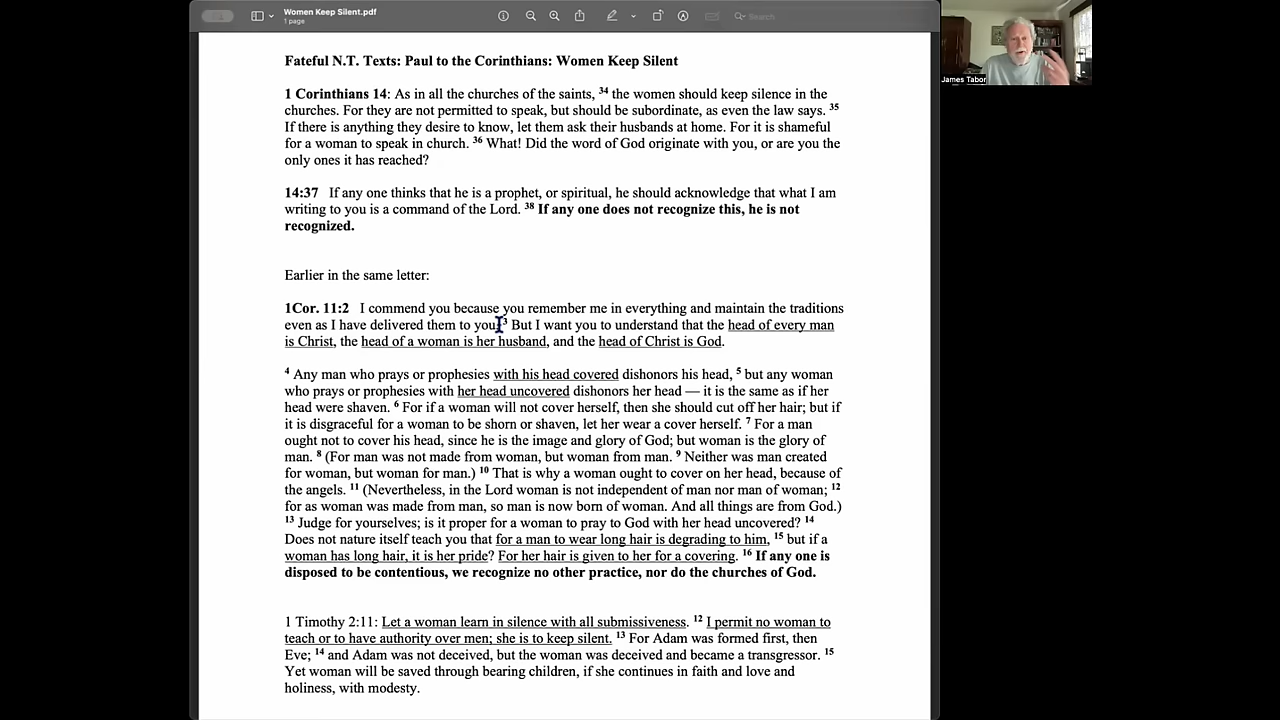 Women Keep Silent.pdf
1 page
Search
James Tabor
Fateful N.T. Texts: Paul to the Corinthians: Women Keep Silent
1 Corinthians 14: As in all the churches of the saints, 34 the women should keep silence in the
churches. For they are not permitted to speak, but should be subordinate, as even the law says. 35
If there is anything they desire to know, let them ask their husbands at home. For it is shameful
for a woman to speak in church. 36 What! Did the word of God originate with you, or are you the
only ones it has reached?
14:37 If any one thinks that he is a prophet, or spiritual, he should acknowledge that what I am
writing to you is a command of the Lord. 38 If any one does not recognize this, he is not
recognized.
Earlier in the same letter:
1Cor. 11:2 I commend you because you remember me in everything and maintain the traditions
even as I have delivered them to you. 3 But I want you to understand that the head of every man
is Christ, the head of a woman is her husband, and the head of Christ is God.
4 Any man who prays or prophesies with his head covered dishonors his head, 5 but any woman
who prays or prophesies with her head uncovered dishonors her head — it is the same as if her
head were shaven. 6 For if a woman will not cover herself, then she should cut off her hair; but if
it is disgraceful for a woman to be shorn or shaven, let her wear a cover herself. 7 For a man
ought not to cover his head, since he is the image and glory of God; but woman is the glory of
man. 8 (For man was not made from woman, but woman from man. 9 Neither was man created
for woman, but woman for man.) 10 That is why a woman ought to cover on her head, because of
the angels. 11 (Nevertheless, in the Lord woman is not independent of man nor man of woman; 12
for as woman was made from man, so man is now born of woman. And all things are from God.)
13 Judge for yourselves; is it proper for a woman to pray to God with her head uncovered? 14
Does not nature itself teach you that for a man to wear long hair is degrading to him, 15 but if a
woman has long hair, it is her pride? For her hair is given to her for a covering. 16 If any one is
disposed to be contentious, we recognize no other practice, nor do the churches of God.
1 Timothy 2:11: Let a woman learn in silence with all submissiveness. 12 I permit no woman to
teach or to have authority over men; she is to keep silent. 13 For Adam was formed first, then
Eve; 14 and Adam was not deceived, but the woman was deceived and became a transgressor. 15
Yet woman will be saved through bearing children, if she continues in faith and love and
holiness, with modesty.